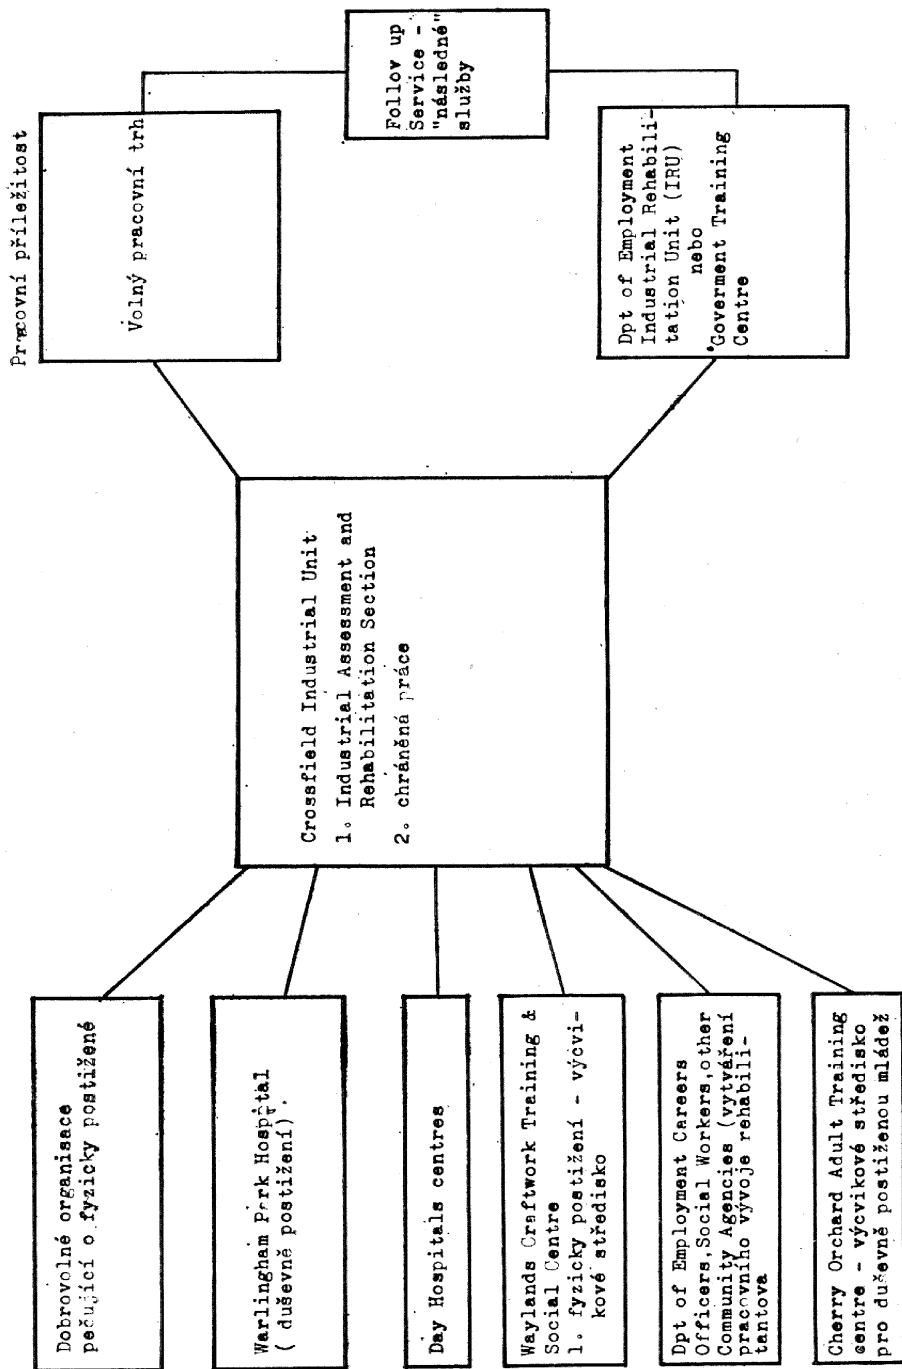 Dobrovolné organisace
pečující o fyzicky postižené
Warlingham Park Hospital
( duševně postižení).
Day Hospitals centres
Waylands Craftwork Training &
Social Centre
1. fyzicky postižení - výcvi-
kové středisko
Dpt of Employment Careers
Officers,Social Workers,other
Community Agencies (vytváření
pracovního vývoje rehabili-
tantova
Cherry Orchard Adult Training
centre - výcvikové středisko
pro duševně postiženou mládež
Crossfield Industrial Unit
1. Industrial Assessment and
Rehabilitation Section
2. chráněná práce
Pracovní příležitost
Volný pracovní trh
Dpt of Employment
Industrial Rehabili-
tation Unit (IRU)
nebo
Goverment Training
Centre
Follov up
Service -
"následné"
služby